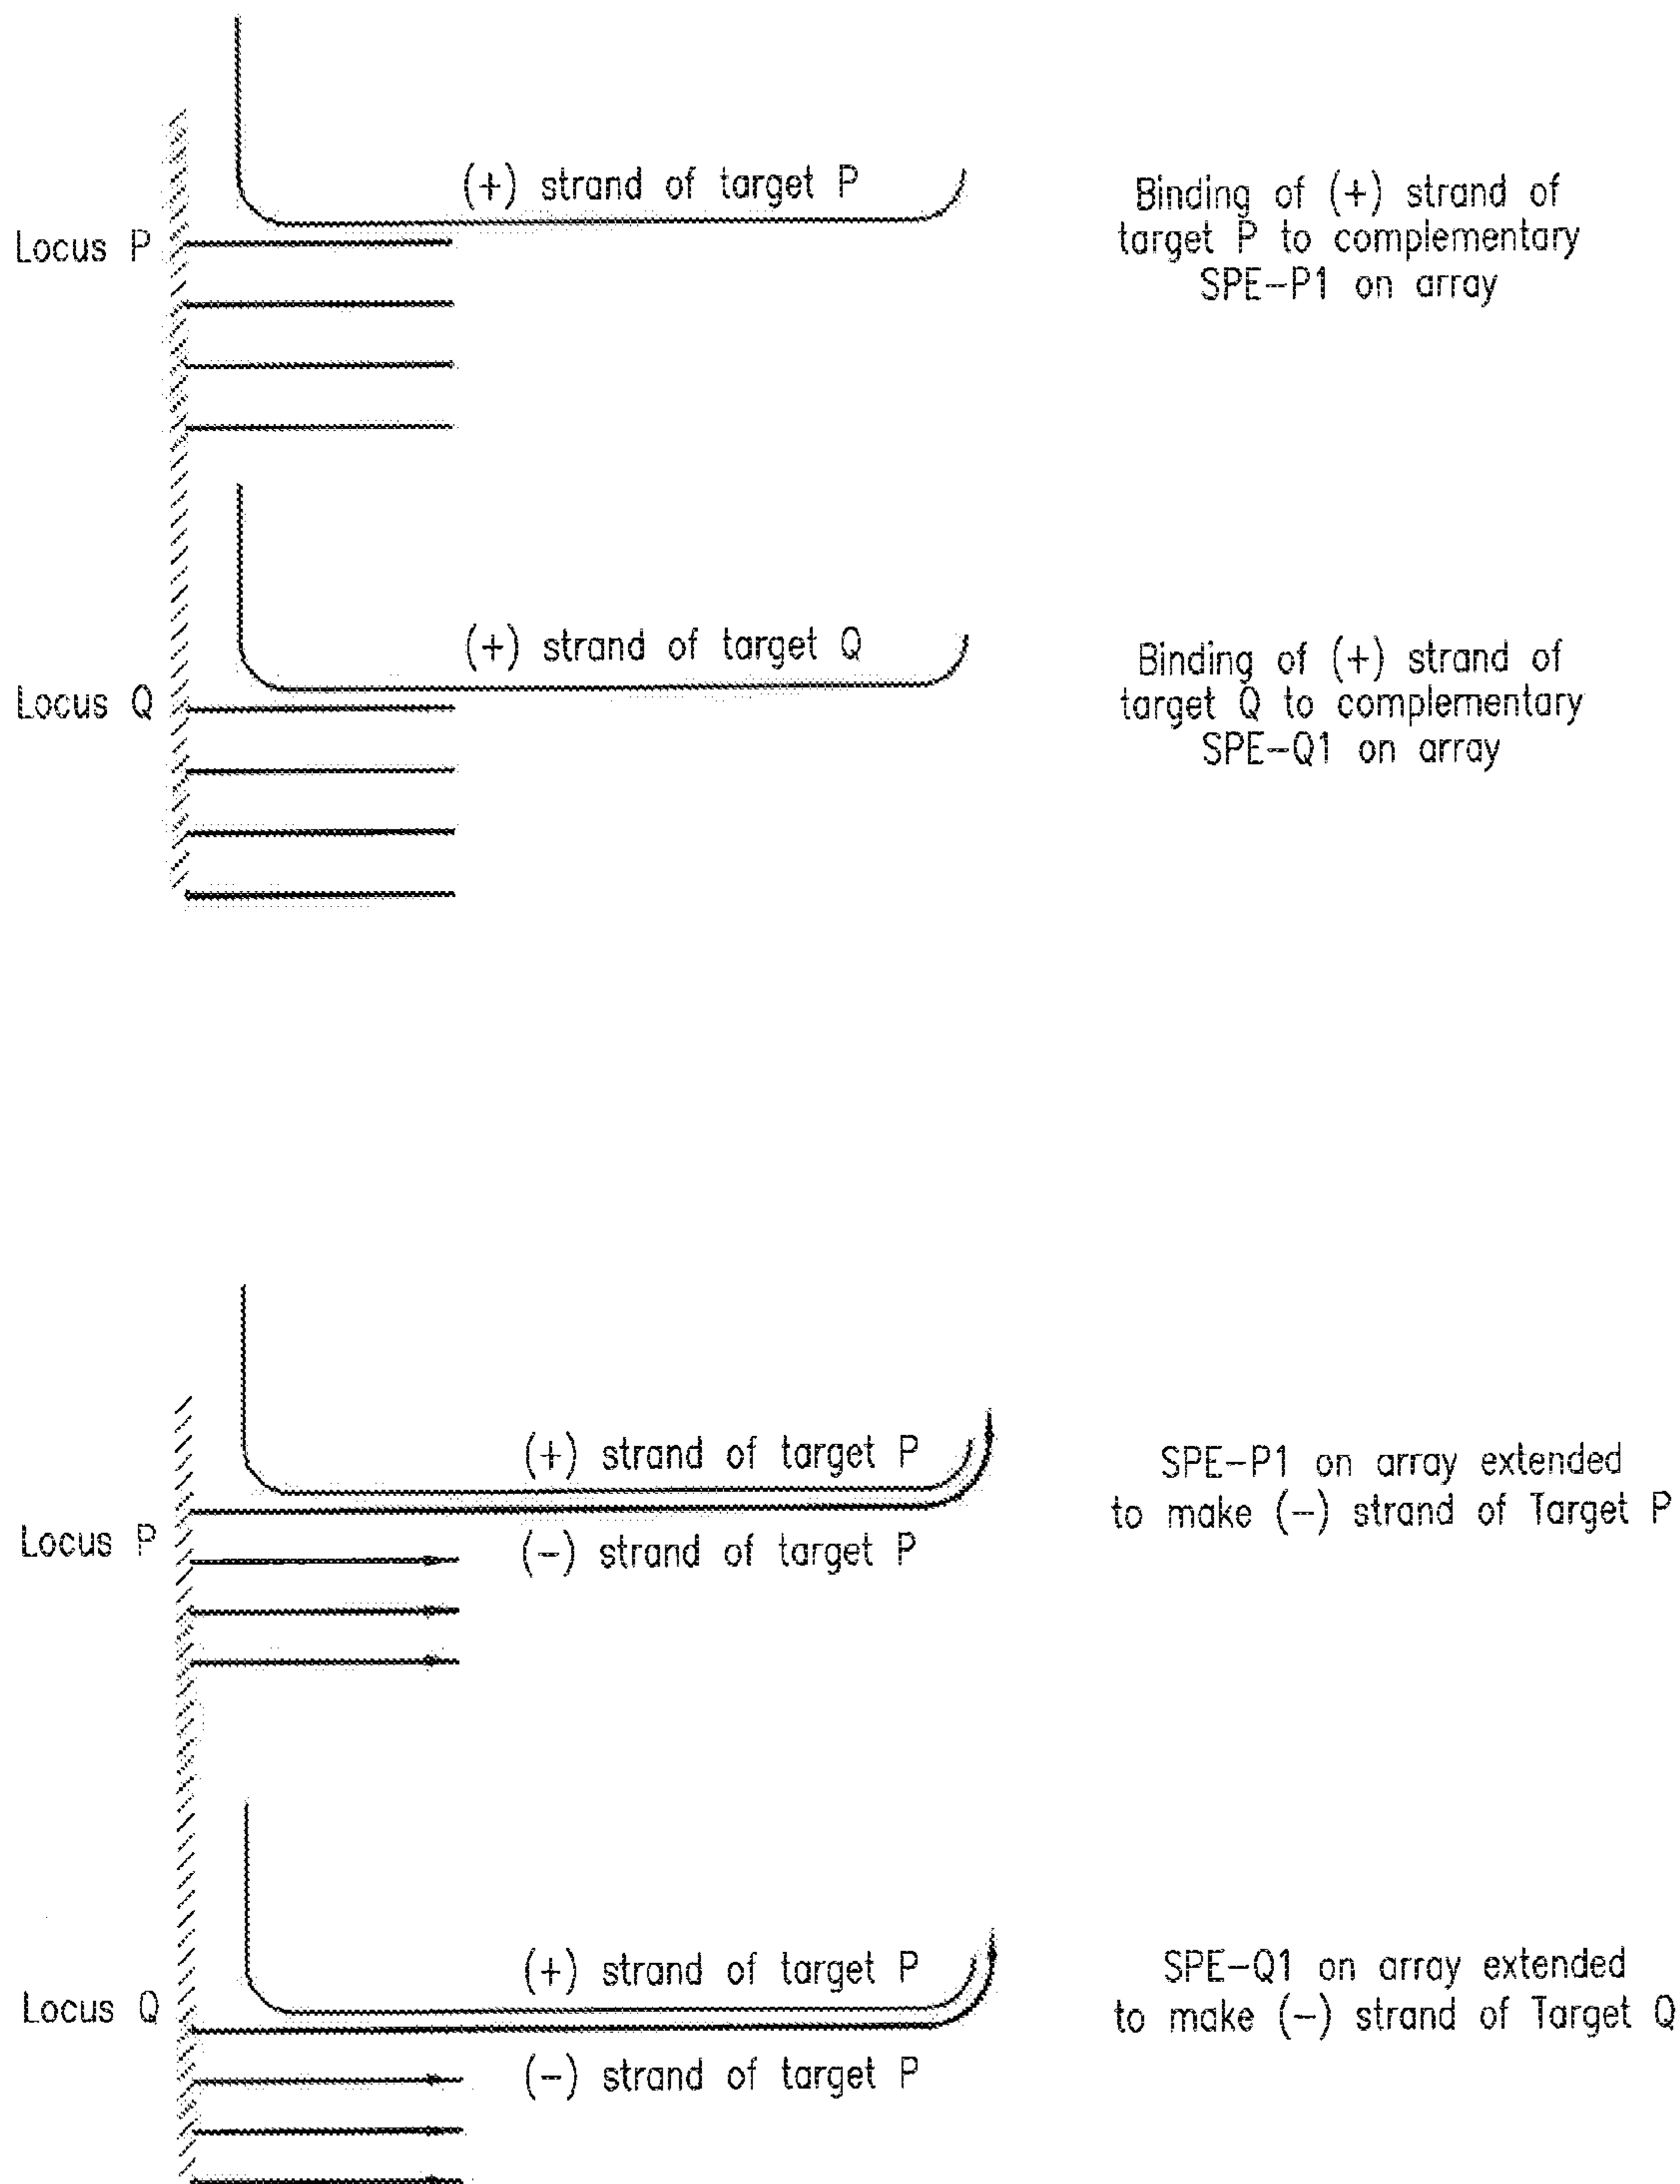 (+) strand of target P
Locus P
Binding of (+) strand of
target P to complementary
SPE-P1 on array
(+) strand of target Q
Locus Q
Binding of (+) strand of
target Q to complementary
SPE-Q1 on array
(+) strand of target P
Locus P
(-) strand of target P
SPE-P1 on array extended
to make (-) strand of Target P
(+) strand of target P
Locus Q
(-) strand of target P
SPE-Q1 on array extended
to make (-) strand of Target Q